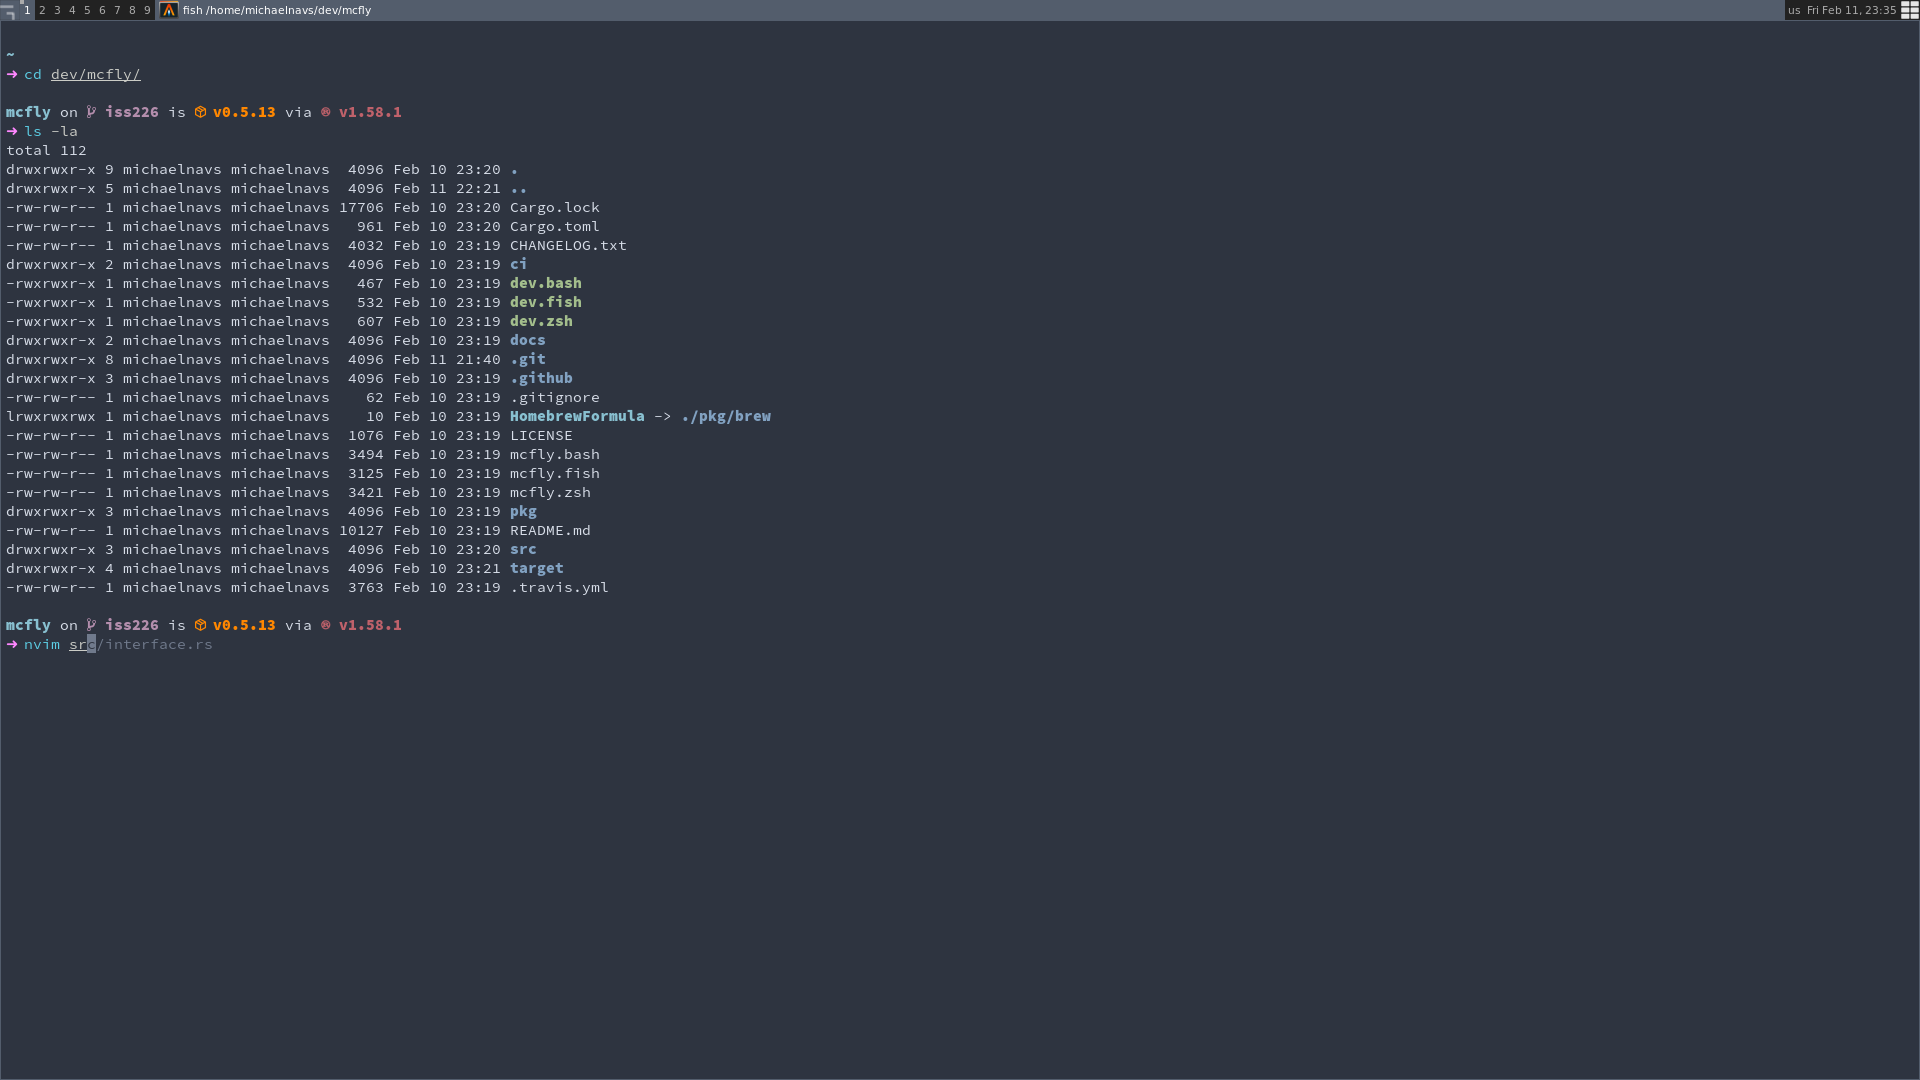 1 2 3 4 5 6 7 8 9 fish /home/michaelnavs/dev/mcfly us Fri Feb 11, 23:35
~
➜ cd dev/mcfly/
mcfly on iss226 is v0.5.13 via v1.58.1
➜ ls -la
total 112
drwxrwxr-x 9 michaelnavs michaelnavs  4096 Feb 10 23:20 .
drwxrwxr-x 5 michaelnavs michaelnavs  4096 Feb 11 22:21 ..
-rw-rw-r-- 1 michaelnavs michaelnavs 17706 Feb 10 23:20 Cargo.lock
-rw-rw-r-- 1 michaelnavs michaelnavs   961 Feb 10 23:20 Cargo.toml
-rw-rw-r-- 1 michaelnavs michaelnavs  4032 Feb 10 23:19 CHANGELOG.txt
drwxrwxr-x 2 michaelnavs michaelnavs  4096 Feb 10 23:19 ci
-rwxrwxr-x 1 michaelnavs michaelnavs   467 Feb 10 23:19 dev.bash
-rwxrwxr-x 1 michaelnavs michaelnavs   532 Feb 10 23:19 dev.fish
-rwxrwxr-x 1 michaelnavs michaelnavs   607 Feb 10 23:19 dev.zsh
drwxrwxr-x 2 michaelnavs michaelnavs  4096 Feb 10 23:19 docs
drwxrwxr-x 8 michaelnavs michaelnavs  4096 Feb 11 21:40 .git
drwxrwxr-x 3 michaelnavs michaelnavs  4096 Feb 10 23:19 .github
-rw-rw-r-- 1 michaelnavs michaelnavs    62 Feb 10 23:19 .gitignore
lrwxrwxrwx 1 michaelnavs michaelnavs    10 Feb 10 23:19 HomebrewFormula -> ./pkg/brew
-rw-rw-r-- 1 michaelnavs michaelnavs  1076 Feb 10 23:19 LICENSE
-rw-rw-r-- 1 michaelnavs michaelnavs  3494 Feb 10 23:19 mcfly.bash
-rw-rw-r-- 1 michaelnavs michaelnavs  3125 Feb 10 23:19 mcfly.fish
-rw-rw-r-- 1 michaelnavs michaelnavs  3421 Feb 10 23:19 mcfly.zsh
drwxrwxr-x 3 michaelnavs michaelnavs  4096 Feb 10 23:19 pkg
-rw-rw-r-- 1 michaelnavs michaelnavs 10127 Feb 10 23:19 README.md
drwxrwxr-x 3 michaelnavs michaelnavs  4096 Feb 10 23:20 src
drwxrwxr-x 4 michaelnavs michaelnavs  4096 Feb 10 23:21 target
-rw-rw-r-- 1 michaelnavs michaelnavs  3763 Feb 10 23:19 .travis.yml
mcfly on iss226 is v0.5.13 via v1.58.1
➜ nvim src/interface.rs